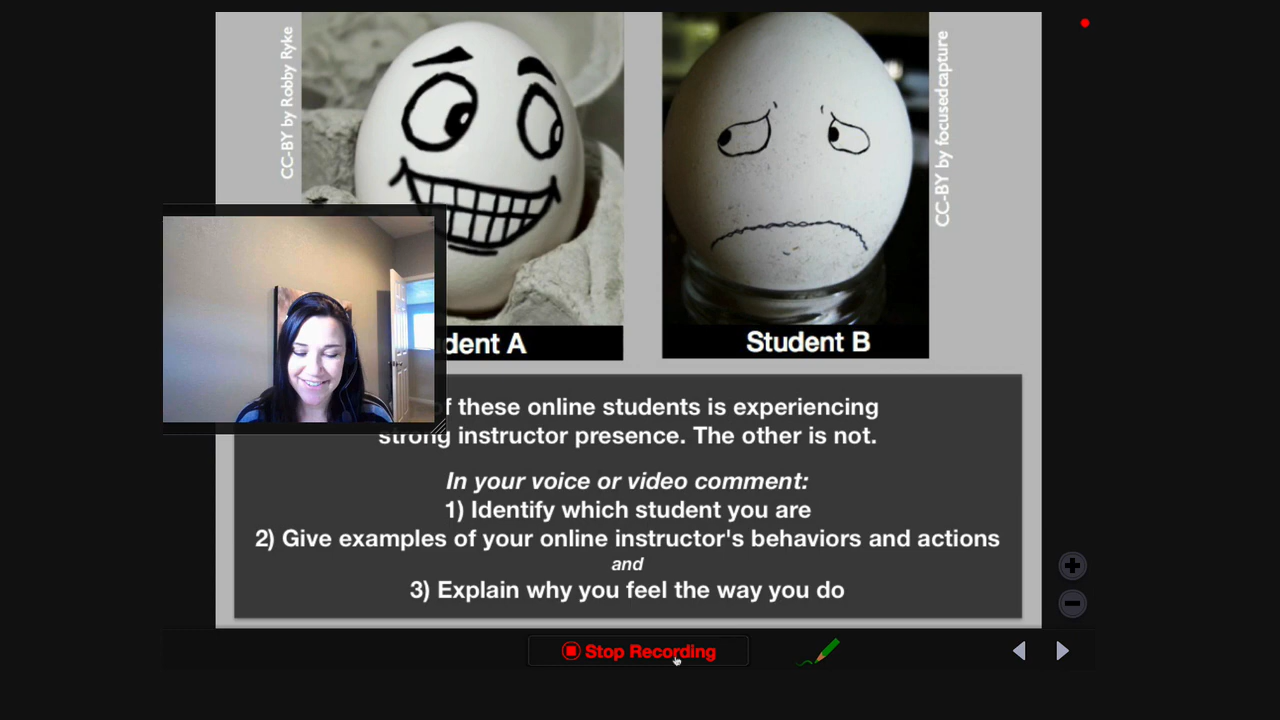 CC-BY by Robby Ryke
CC-BY by focusedcapture
dent A
Student B
of these online students is experiencing
strong instructor presence. The other is not.
In your voice or video comment:
1) Identify which student you are
2) Give examples of your online instructor's behaviors and actions
and
3) Explain why you feel the way you do
Stop Recording